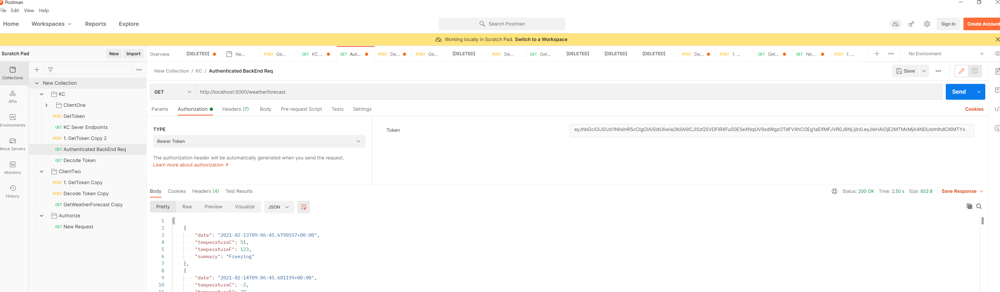 Postman
File Edit View Help
Home Workspaces Reports Explore Search Postman Sign In Create Account
Working locally in Scratch Pad. Switch to a Workspace
Scratch Pad New Import Overview [DELETED] Ne... POST Ge... GET KC ... GET Aut... POST De... POST Ge... [DELETED] POST De... GET Get... [DELETED] [DELETED] [DELETED] POST De... POST 1. ... GET Get... GET Ne... POST 1. ... No Environment
Collections
APIs
Environments
Mock Servers
Monitors
History
New Collection
KC
ClientOne
POST GetToken
GET KC Sever Endpoints
POST 1. GetToken Copy 2
GET Authenticated BackEnd Req
GET Decode Token
ClientTwo
POST 1. GetToken Copy
POST Decode Token Copy
GET GetWeatherForecast Copy
Authorize
GET New Request
New Collection / KC / Authenticated BackEnd Req Save
GET http://localhost:5000/weatherforecast Send
Params Authorization Headers (7) Body Pre-request Script Tests Settings Cookies
TYPE
Bearer Token
The authorization header will be automatically generated when you send the request.
Learn more about authorization ↗
Token
Body Cookies Headers (4) Test Results Status: 200 OK Time: 2.50 s Size: 653 B Save Response
Pretty Raw Preview Visualize JSON
1 [
2 {
3 "date": "2021-02-13T09:06:45.6790557+00:00",
4 "temperatureC": 51,
5 "temperatureF": 123,
6 "summary": "Freezing"
7 },
8 {
9 "date": "2021-02-14T09:06:45.681199+00:00",
10 "temperatureC": -3,
11 "temperatureF": 27